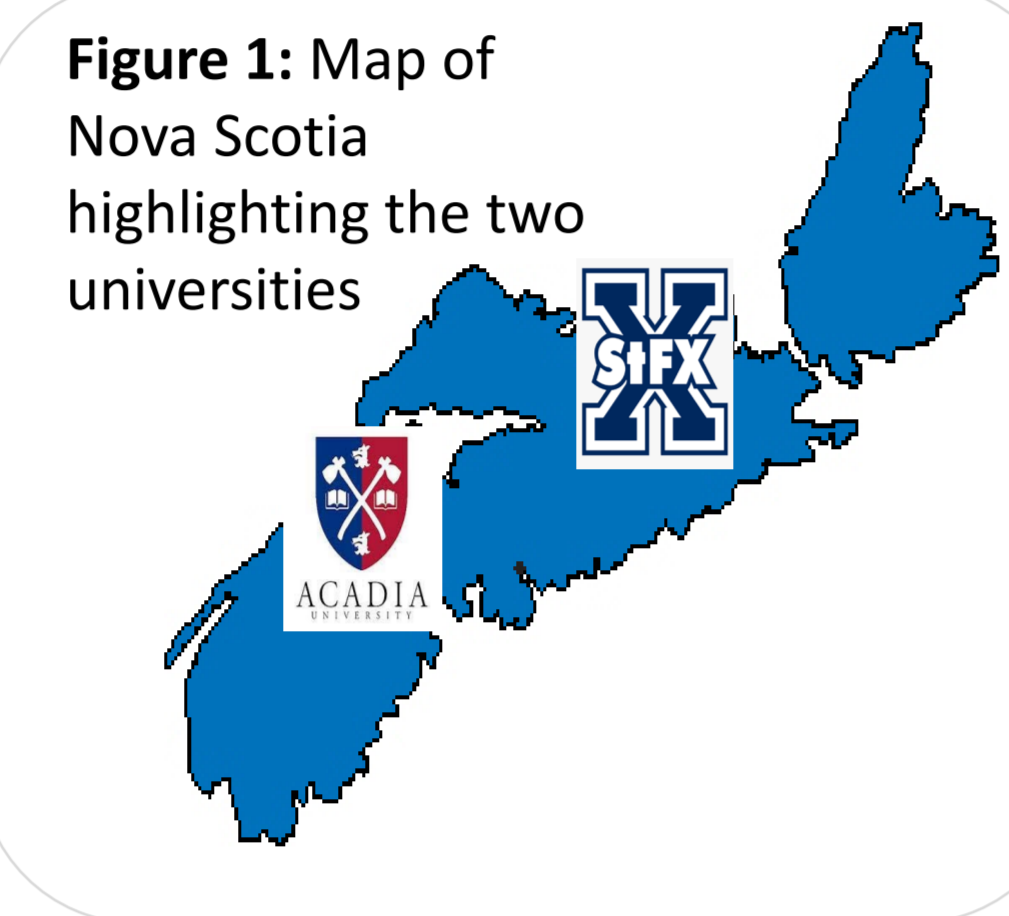 Figure 1: Map of
Nova Scotia
highlighting the two
universities
StFX
ACADIA
UNIVERSITY